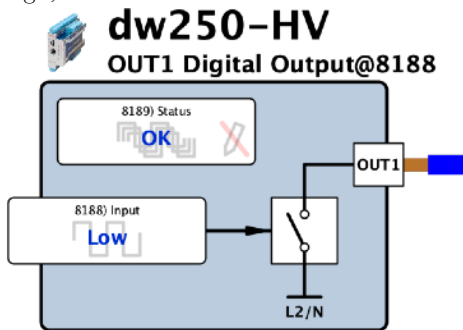 dw250-HV
OUT1 Digital Output@8188
8189) Status
OK
OUT1
8188) Input
Low
L2/N